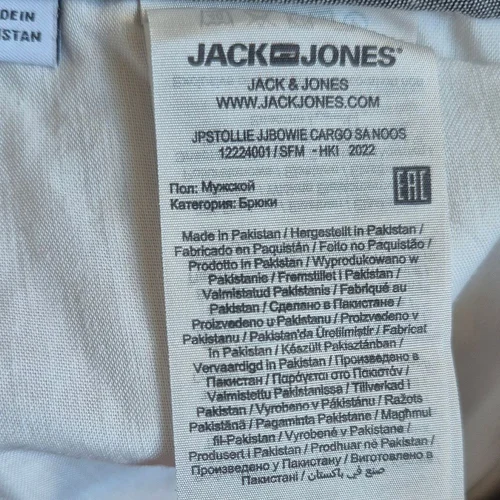 DE IN
ISTAN
JACK JONES®
JACK & JONES
WWW.JACKJONES.COM
JPSTOLLIE JJBOWIE CARGO SA NOOS
12224001 / SFM - HKI 2022
Пол: Мужской
Категория: Брюки
EAC
Made in Pakistan / Hergestellt in Pakistan /
Fabricado en Paquistán / Feito no Paquistão /
Prodotto in Pakistan / Wyprodukowano w
Pakistanie / Fremstillet i Pakistan /
Valmistatud Pakistanis / Fabriqué au
Pakistan / Сделано в Пакистане /
Proizvedeno u Pakistanu / Proizvedeno v
Pakistanu / Pakistan'da Üretilmiştir / Fabricat
în Pakistan / Készült Pakisztánban /
Vervaardigd in Pakistan / Произведено в
Пакистан / Παράγεται στο Πακιστάν /
Valmistettu Pakistanissa / Tillverkad i
Pakistan / Vyrobeno v Pákistánu / Ražots
Pakistānā / Pagaminta Pakistane / Magħmul
fil-Pakistan / Vyrobené v Pakistane /
Produsert i Pakistan / Prodhuar në Pakistan /
Произведено у Пакистану / Виготовлено в
Пакистані / صنع في باكستان